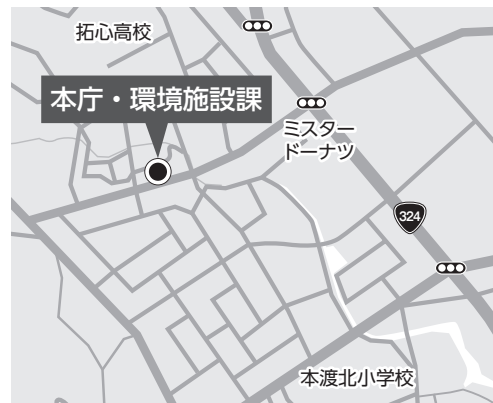 拓心高校
本庁・環境施設課
ミスター
ドーナツ
324
本渡北小学校